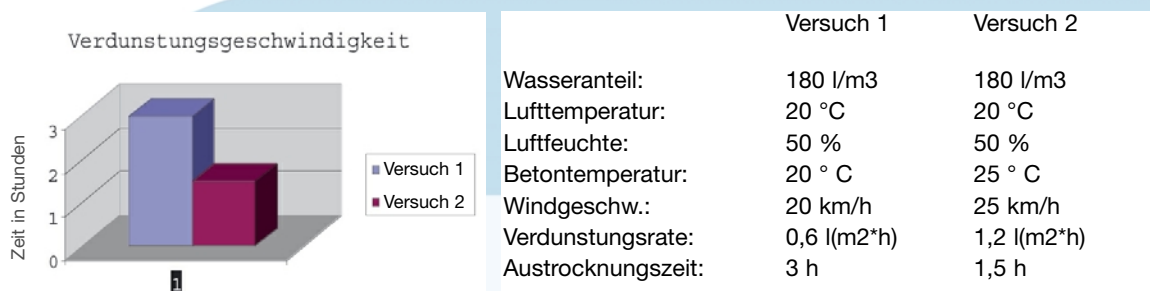 Verdunstungsgeschwindigkeit
Zeit in Stunden
3
2
1
0
1
Versuch 1
Versuch 2
Versuch 1 Versuch 2
Wasseranteil: 180 l/m3 180 l/m3
Lufttemperatur: 20 °C 20 °C
Luftfeuchte: 50 % 50 %
Betontemperatur: 20 ° C 25 ° C
Windgeschw.: 20 km/h 25 km/h
Verdunstungsrate: 0,6 l(m2*h) 1,2 l(m2*h)
Austrocknungszeit: 3 h 1,5 h